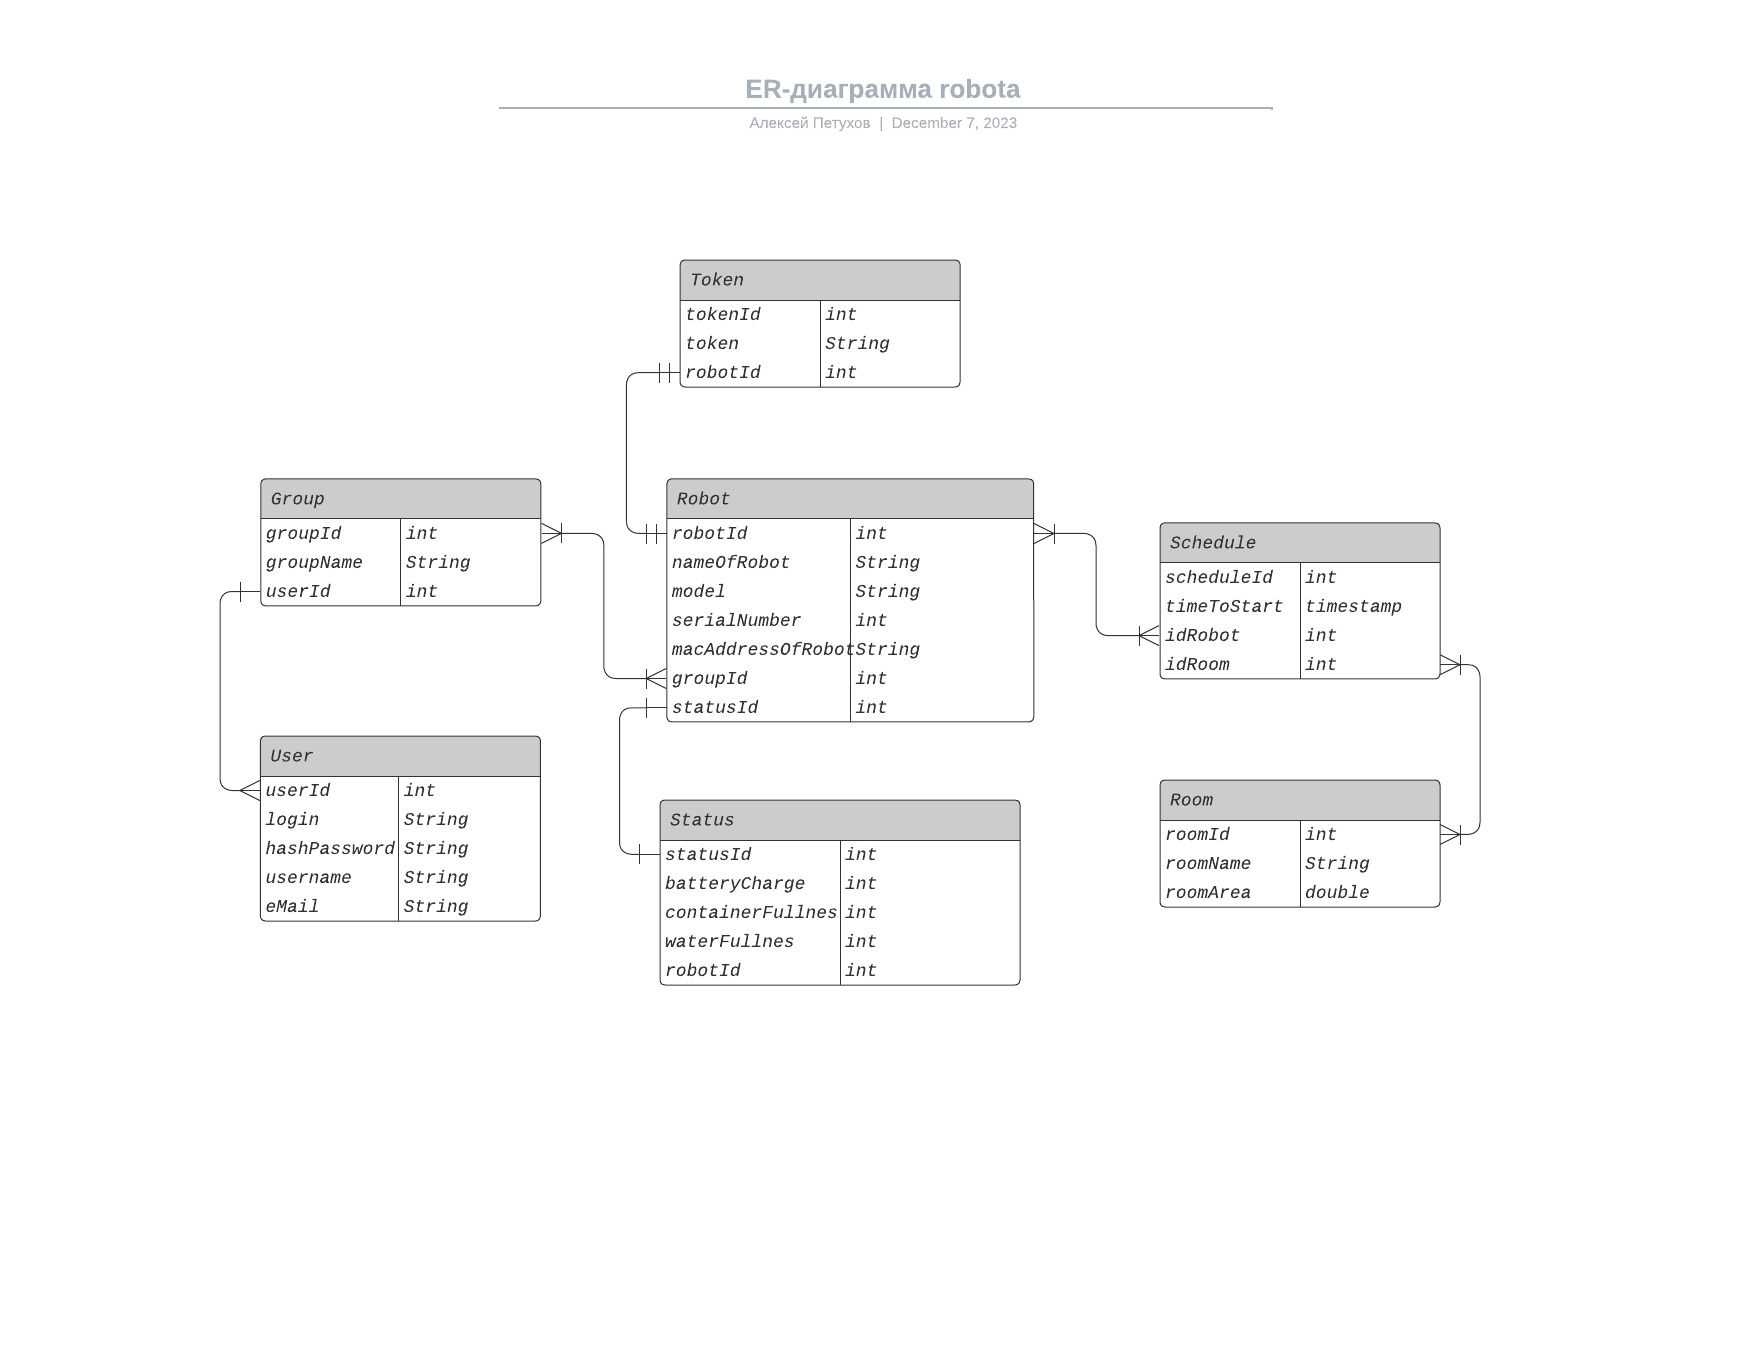 ER-диаграмма robota
Алексей Петухов | December 7, 2023
Token
tokenId int
token String
robotId int
Group
groupId int
groupName String
userId int
Robot
robotId int
nameOfRobot String
model String
serialNumber int
macAddressOfRobot String
groupId int
statusId int
Schedule
scheduleId int
timeToStart timestamp
idRobot int
idRoom int
User
userId int
login String
hashPassword String
username String
eMail String
Status
statusId int
batteryCharge int
containerFullnes int
waterFullnes int
robotId int
Room
roomId int
roomName String
roomArea double